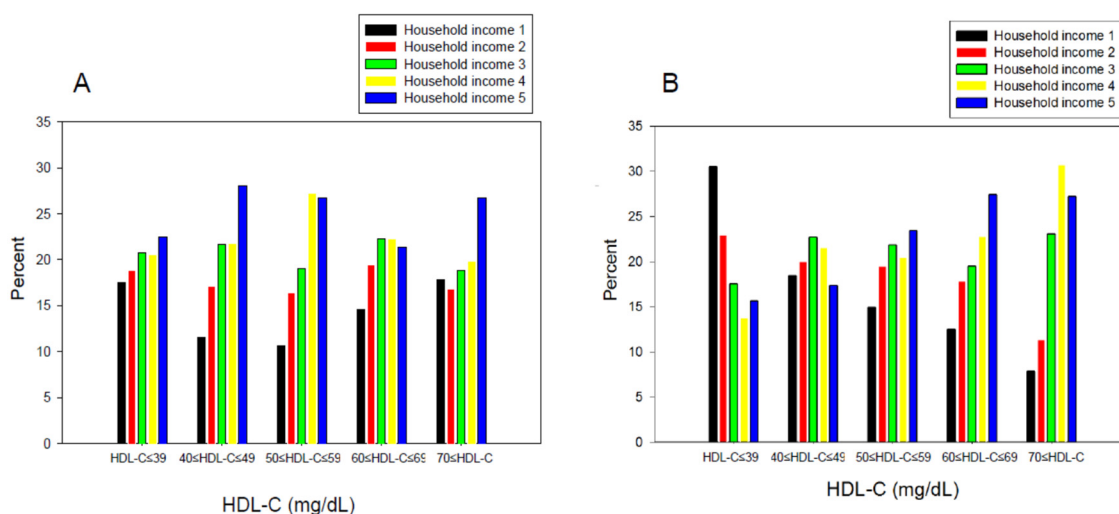 Household income 1
Household income 2
Household income 3
Household income 4
Household income 5
A
35
30
25
20
15
10
5
0
Percent
HDL-C≤39
40≤HDL-C≤49
50≤HDL-C≤59
60≤HDL-C≤69
70≤HDL-C
HDL-C (mg/dL)
Household income 1
Household income 2
Household income 3
Household income 4
Household income 5
B
35
30
25
20
15
10
5
0
Percent
HDL-C≤39
40≤HDL-C≤49
50≤HDL-C≤59
60≤HDL-C≤69
70≤HDL-C
HDL-C (mg/dL)